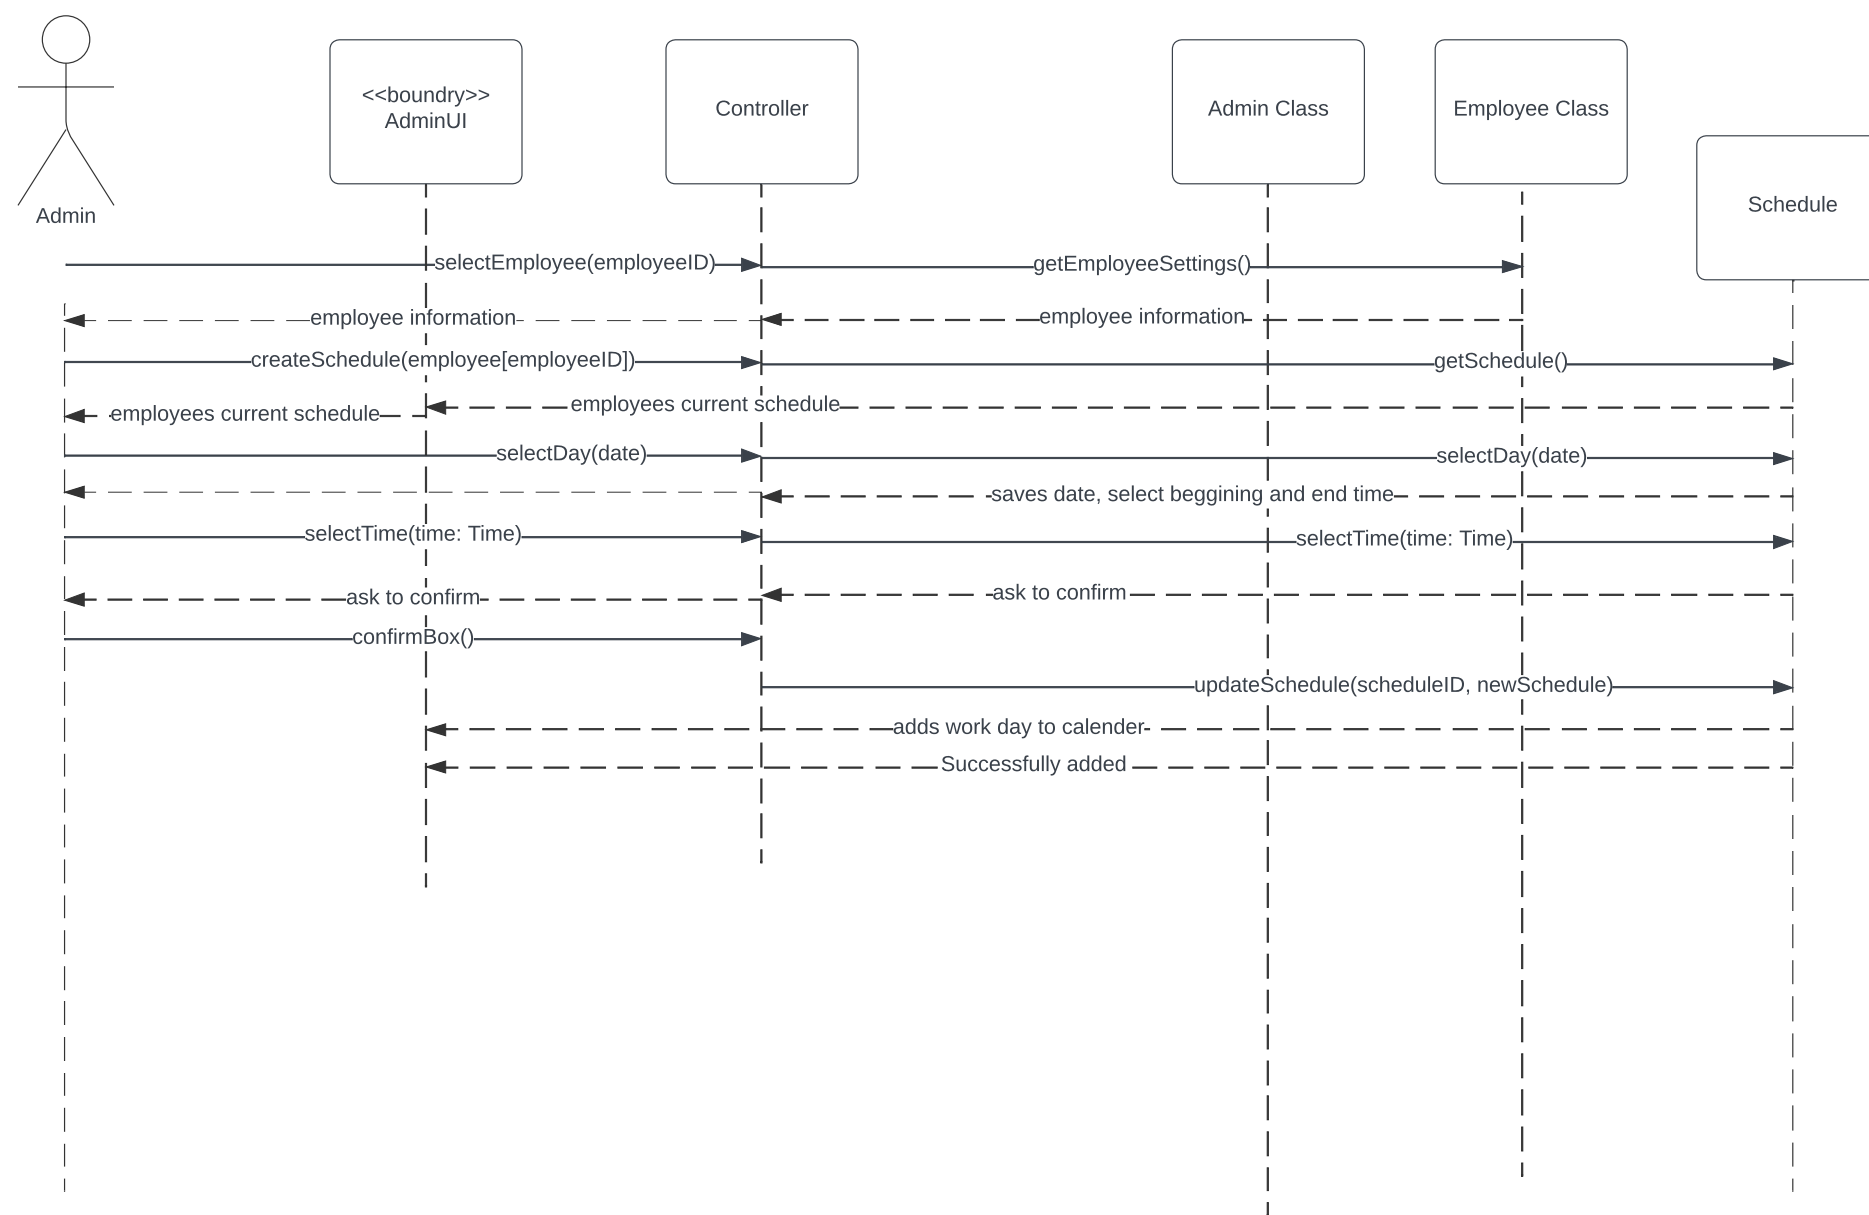 <<boundry>>
AdminUI
Controller
Admin Class
Employee Class
Schedule
Admin
selectEmployee(employeeID)
getEmployeeSettings()
employee information
employee information
createSchedule(employee[employeeID])
getSchedule()
employees current schedule
employees current schedule
selectDay(date)
selectDay(date)
saves date, select beggining and end time
selectTime(time: Time)
selectTime(time: Time)
ask to confirm
ask to confirm
confirmBox()
updateSchedule(scheduleID, newSchedule)
adds work day to calender
Successfully added